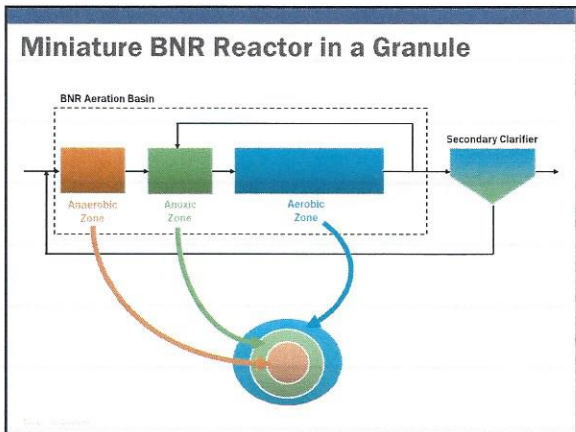 Miniature BNR Reactor in a Granule
BNR Aeration Basin
Secondary Clarifier
Anaerobic
Zone
Anoxic
Zone
Aerobic
Zone